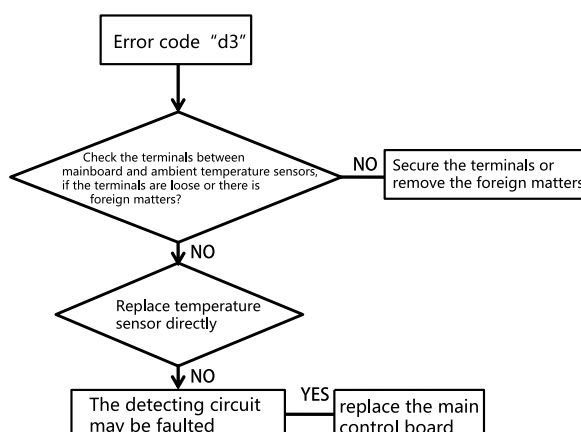 Error code “d3”
Check the terminals between
mainboard and ambient temperature sensors,
if the terminals are loose or there is
foreign matters?
NO
Secure the terminals or
remove the foreign matters
NO
Replace temperature
sensor directly
NO
The detecting circuit
may be faulted
YES
replace the main
control board